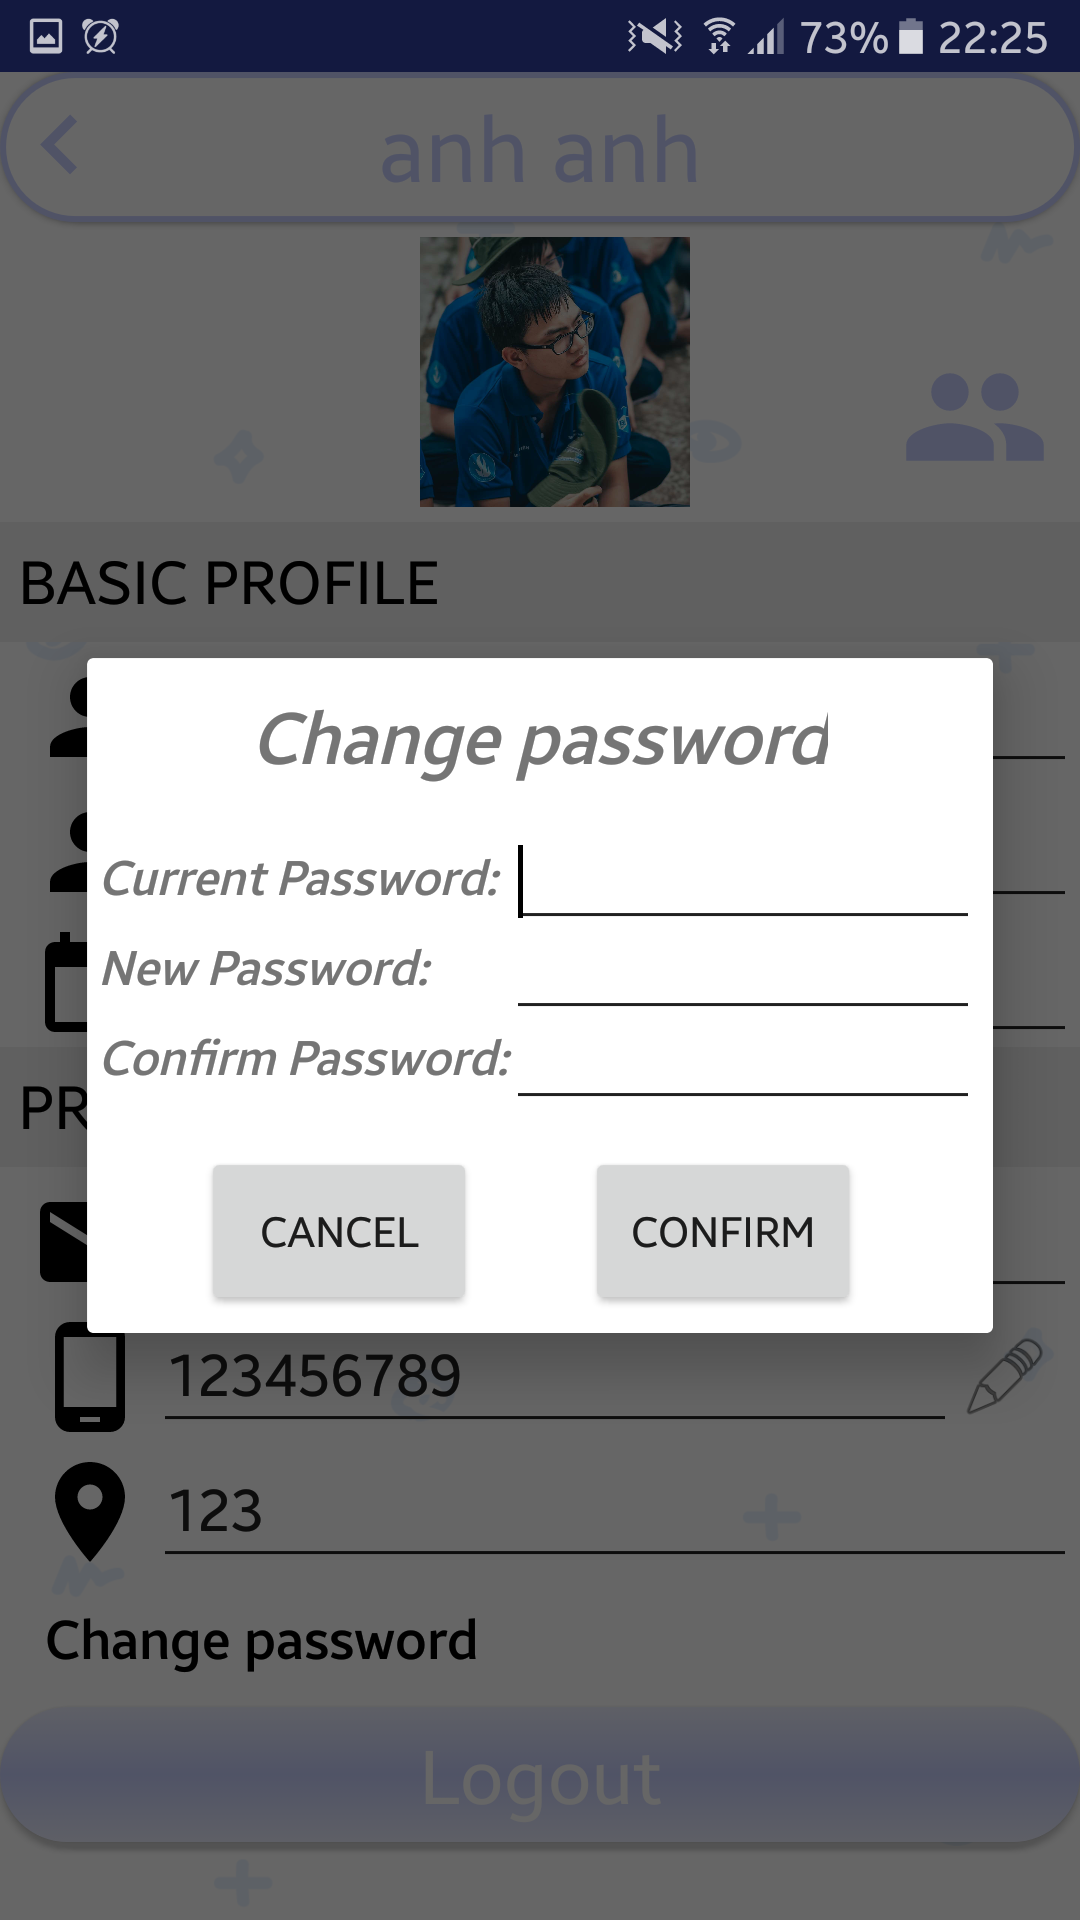 73% 22:25
anh anh
BASIC PROFILE
Change password
Current Password:
New Password:
Confirm Password:
PR
CANCEL CONFIRM
123456789
123
Change password
Logout